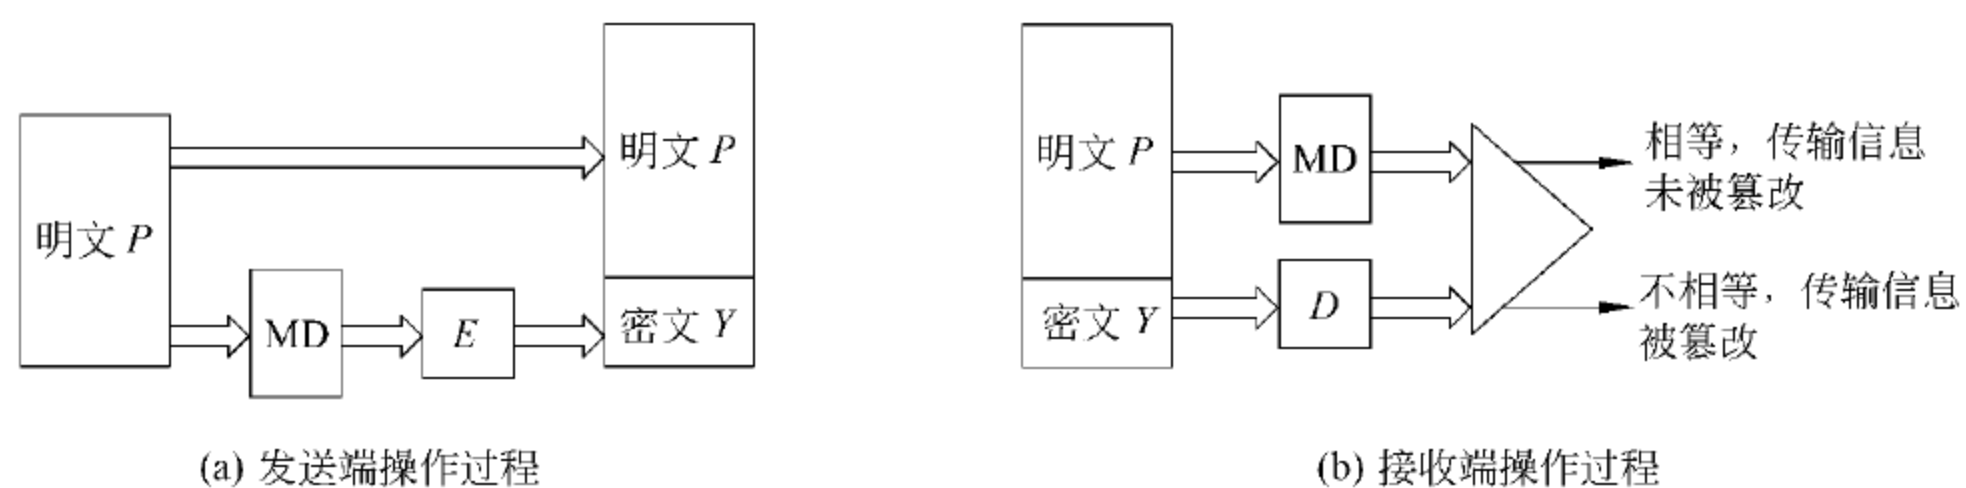 明文 P
MD
E
明文 P
密文 Y
(a) 发送端操作过程
明文 P
密文 Y
MD
D
相等，传输信息
未被篡改
不相等，传输信息
被篡改
(b) 接收端操作过程